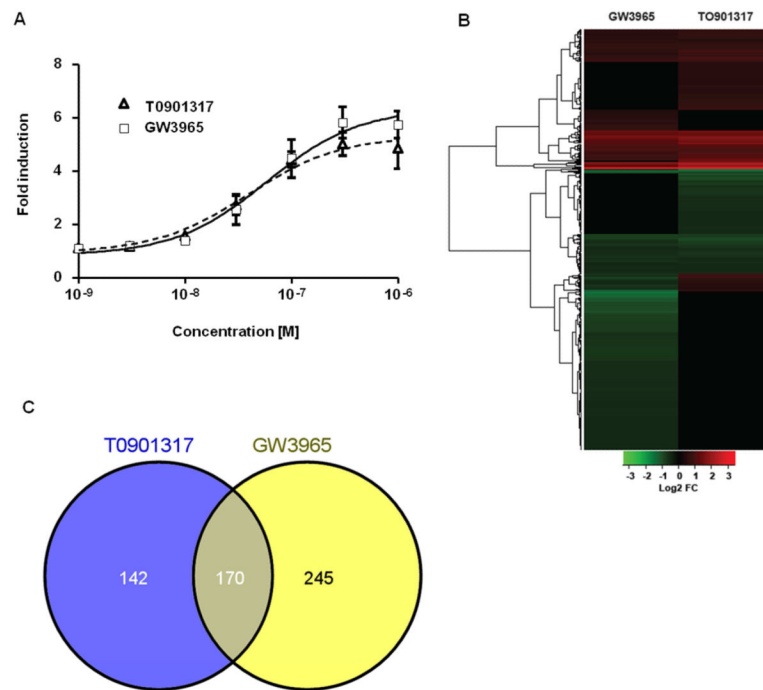 A
Fold induction
8
6
4
2
0
T0901317
GW3965
10-9
10-8
10-7
10-6
Concentration [M]
B
GW3965
TO901317
-3 -2 -1 0 1 2 3
Log2 FC
C
T0901317
GW3965
142
170
245